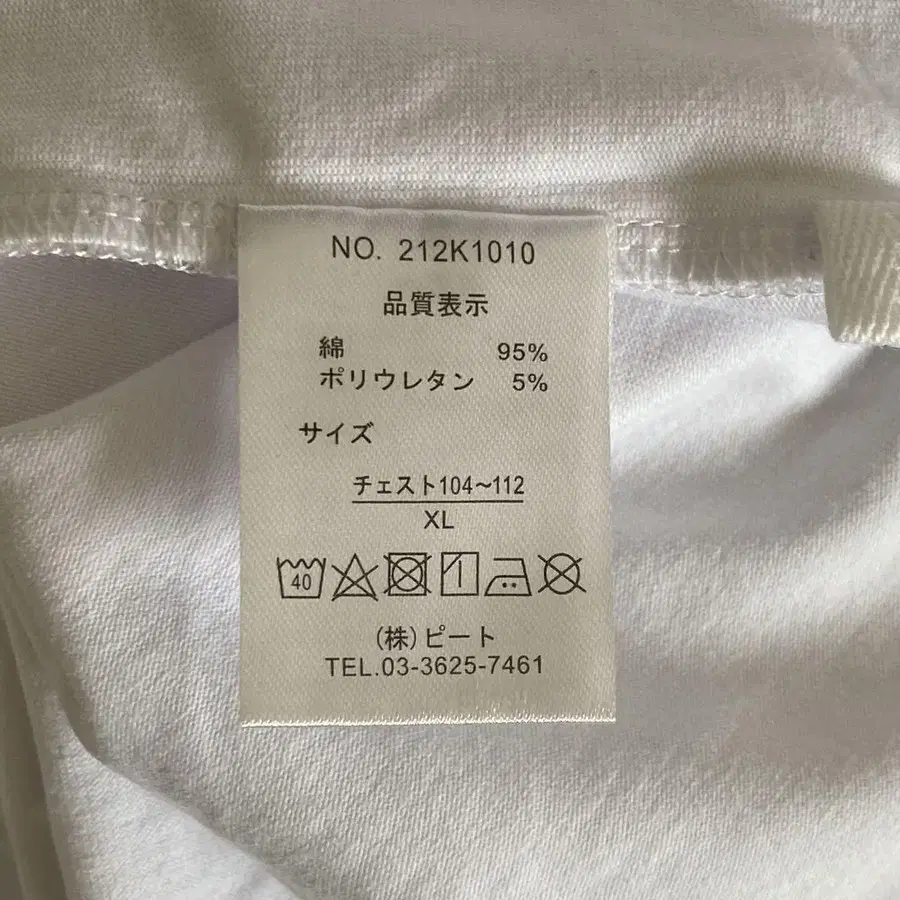 NO. 212K1010
品質表示
綿 95%
ポリウレタン 5%
サイズ
チェスト104〜112
XL
40
(株)ピート
TEL.03-3625-7461